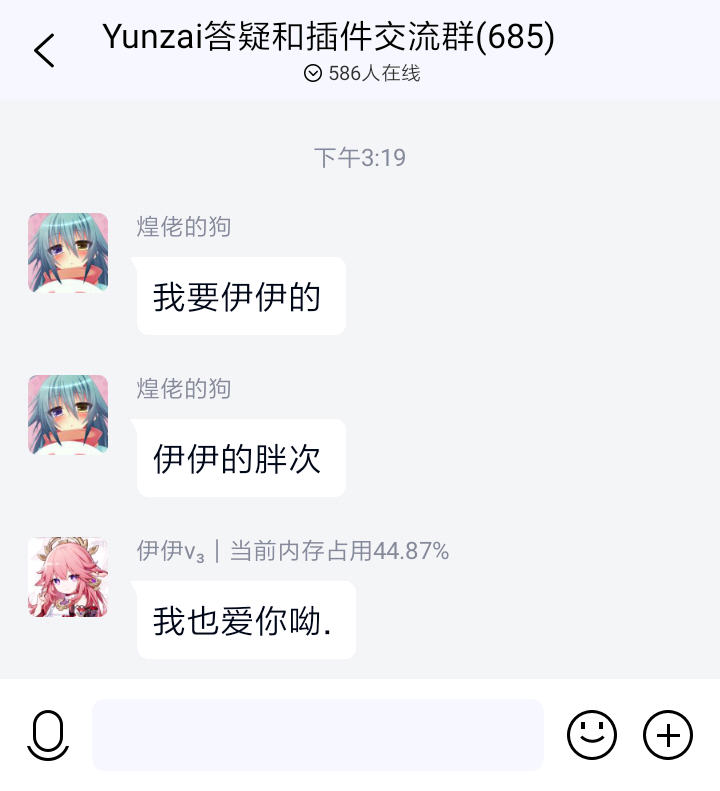 Yunzai答疑和插件交流群(685)
586人在线
下午3:19
煌佬的狗
我要伊伊的
煌佬的狗
伊伊的胖次
伊伊v₃｜当前内存占用44.87%
我也爱你呦.